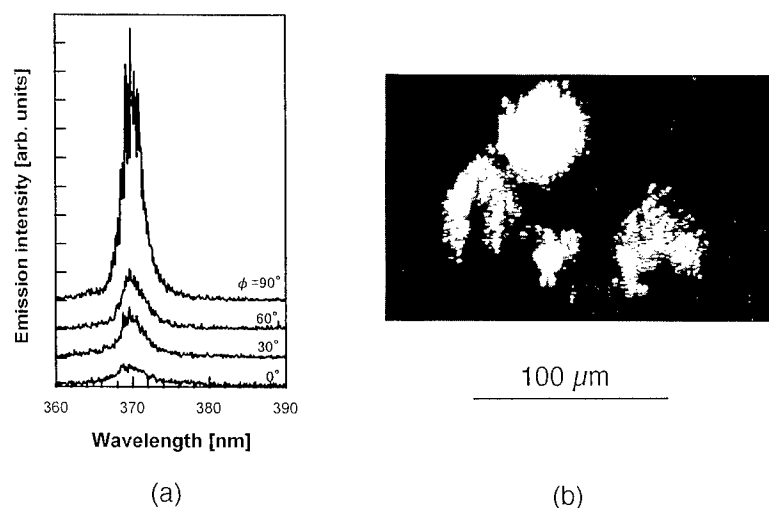 Emission intensity [arb. units]
ϕ =90°
60°
30°
0°
360
370
380
390
Wavelength [nm]
(a)
100 μm
(b)